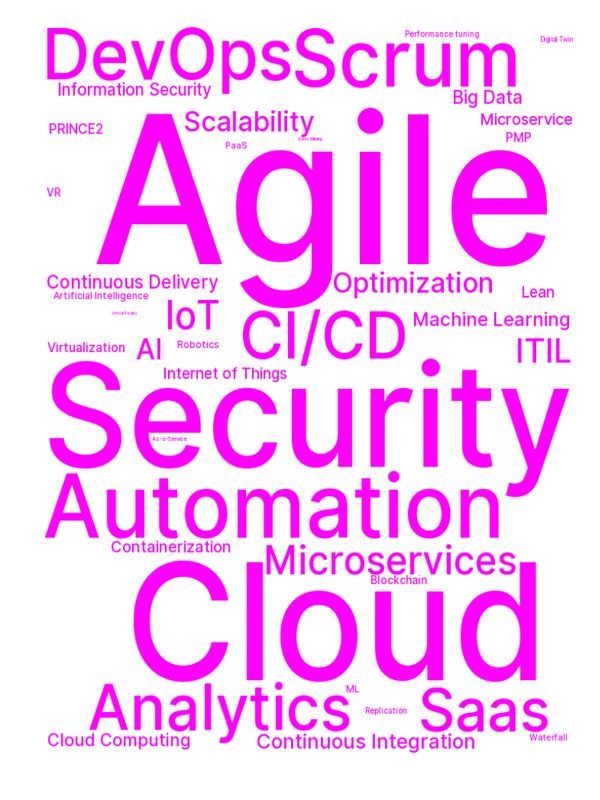 DevOps Scrum
Performance tuning
Digital Twin
Information Security
Big Data
Scalability
Microservice
PRINCE2
PMP
PaaS
Agile
VR
Continuous Delivery
Optimization
Artificial Intelligence
Lean
Virtual Reality
IoT
CI/CD
Machine Learning
Virtualization
AI
Robotics
ITIL
Internet of Things
Security
As-a-Service
Automation
Containerization
Microservices
Blockchain
Cloud
Analytics
ML
Replication
Saas
Waterfall
Cloud Computing
Continuous Integration